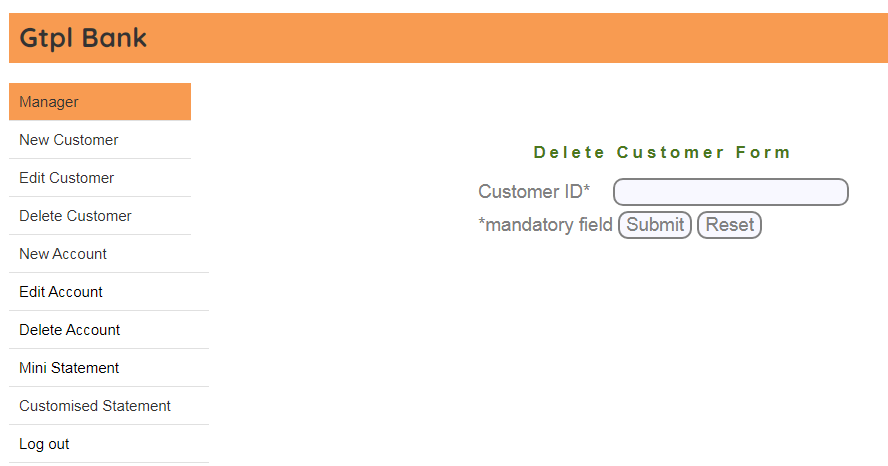 Gtpl Bank
Manager
New Customer
Edit Customer
Delete Customer
New Account
Edit Account
Delete Account
Mini Statement
Customised Statement
Log out
Delete Customer Form
Customer ID*
*mandatory field Submit Reset